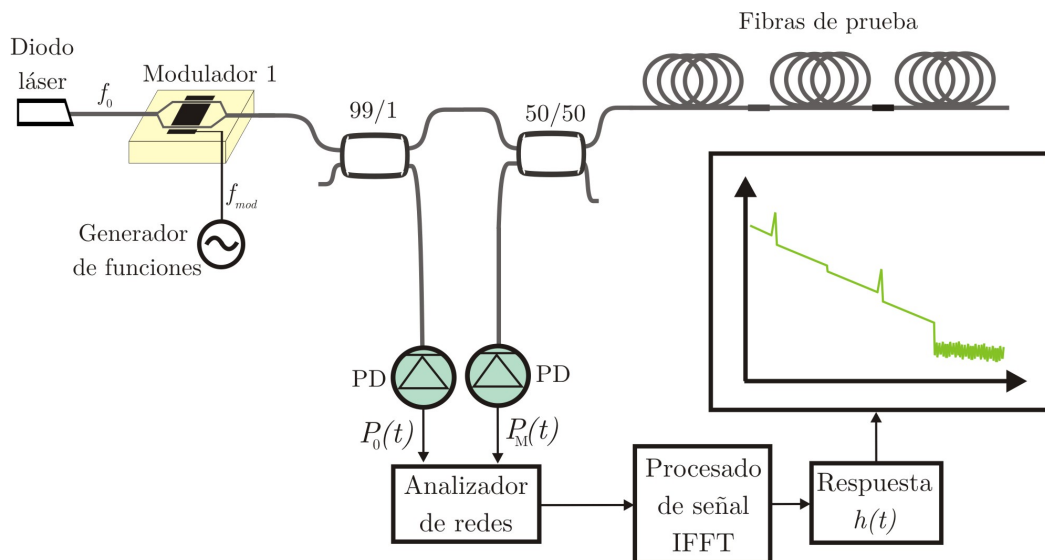 Diodo
láser
f0
Modulador 1
fmod
Generador
de funciones
99/1
50/50
Fibras de prueba
PD
PD
P0(t)
PM(t)
Analizador
de redes
Procesado
de señal
IFFT
Respuesta
h(t)